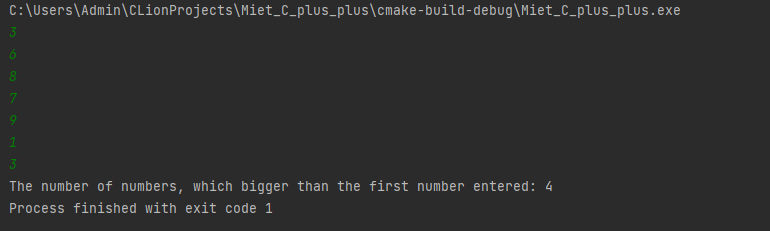 C:\Users\Admin\CLionProjects\Miet_C_plus_plus\cmake-build-debug\Miet_C_plus_plus.exe
3
6
8
7
9
1
3
The number of numbers, which bigger than the first number entered: 4
Process finished with exit code 1